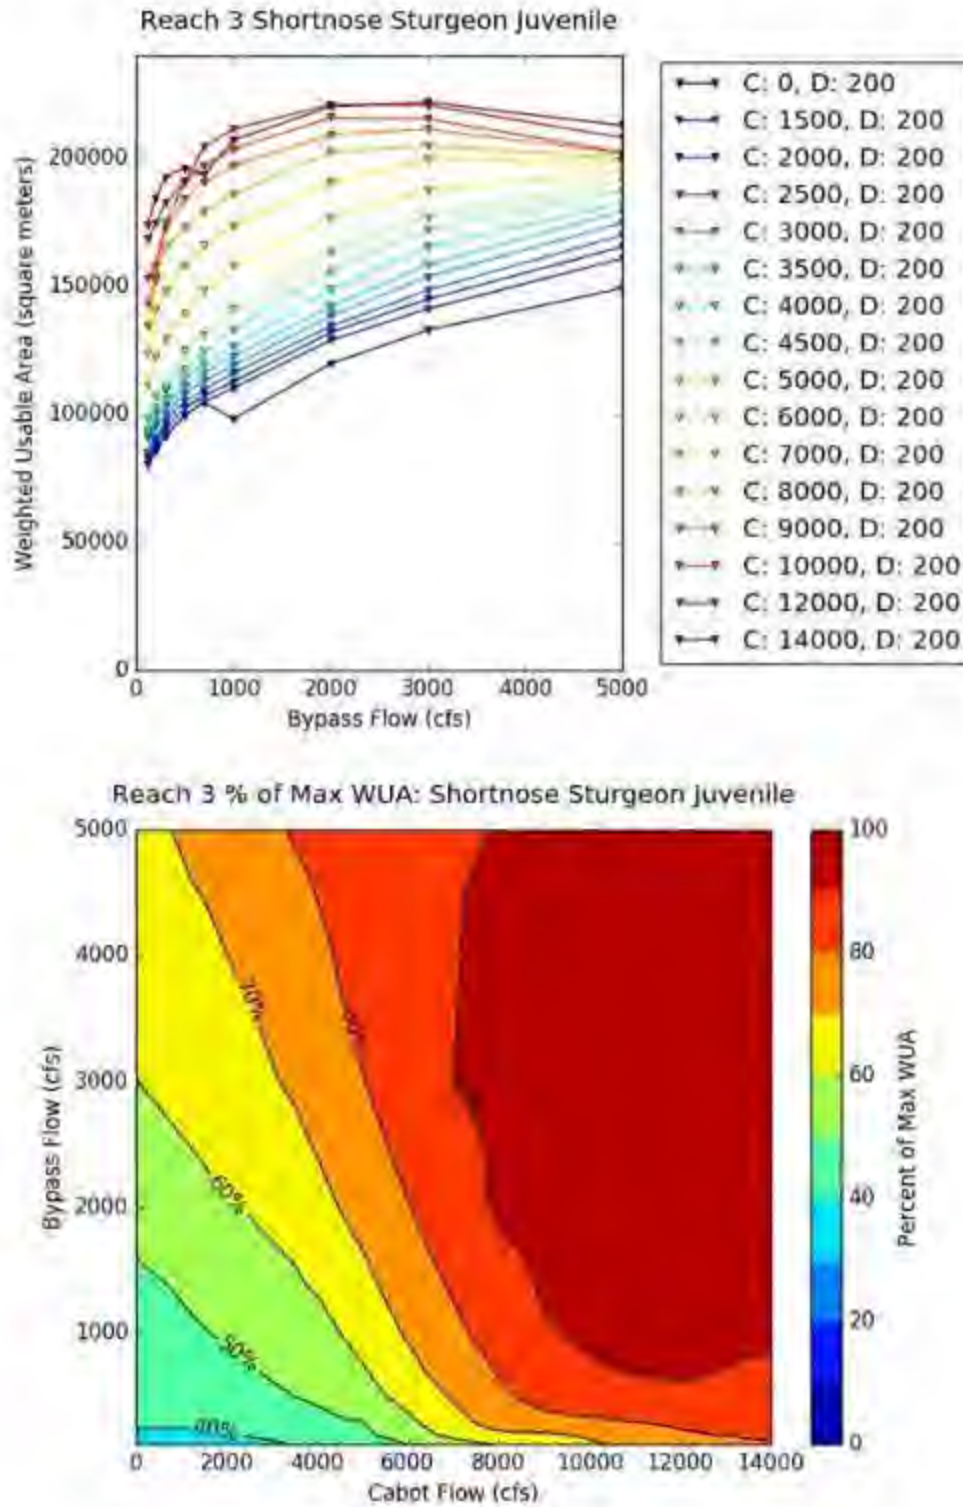 Reach 3 Shortnose Sturgeon Juvenile
Weighted Usable Area (square meters)
200000
150000
100000
50000
0
0 1000 2000 3000 4000 5000
Bypass Flow (cfs)
C: 0, D: 200
C: 1500, D: 200
C: 2000, D: 200
C: 2500, D: 200
C: 3000, D: 200
C: 3500, D: 200
C: 4000, D: 200
C: 4500, D: 200
C: 5000, D: 200
C: 6000, D: 200
C: 7000, D: 200
C: 8000, D: 200
C: 9000, D: 200
C: 10000, D: 200
C: 12000, D: 200
C: 14000, D: 200
Reach 3 % of Max WUA: Shortnose Sturgeon Juvenile
Bypass Flow (cfs)
5000
4000
3000
2000
1000
70%
60%
50%
40%
0 2000 4000 6000 8000 10000 12000 14000
Cabot Flow (cfs)
100
80
60
40
20
0
Percent of Max WUA